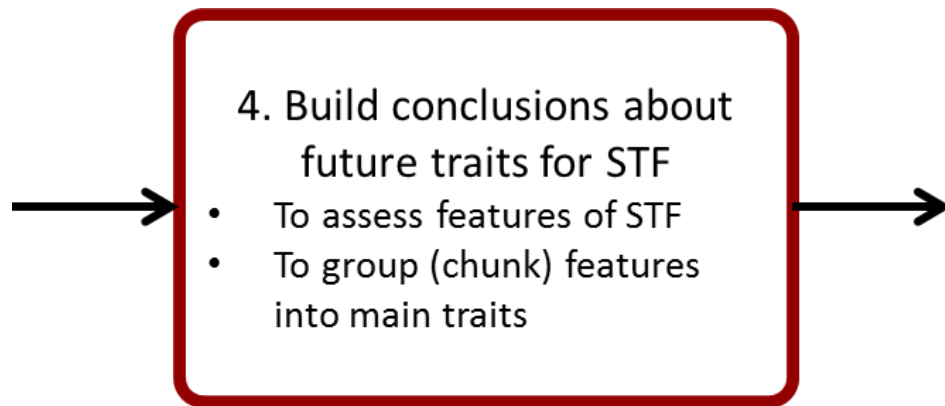 4. Build conclusions about
future traits for STF
• To assess features of STF
• To group (chunk) features
into main traits